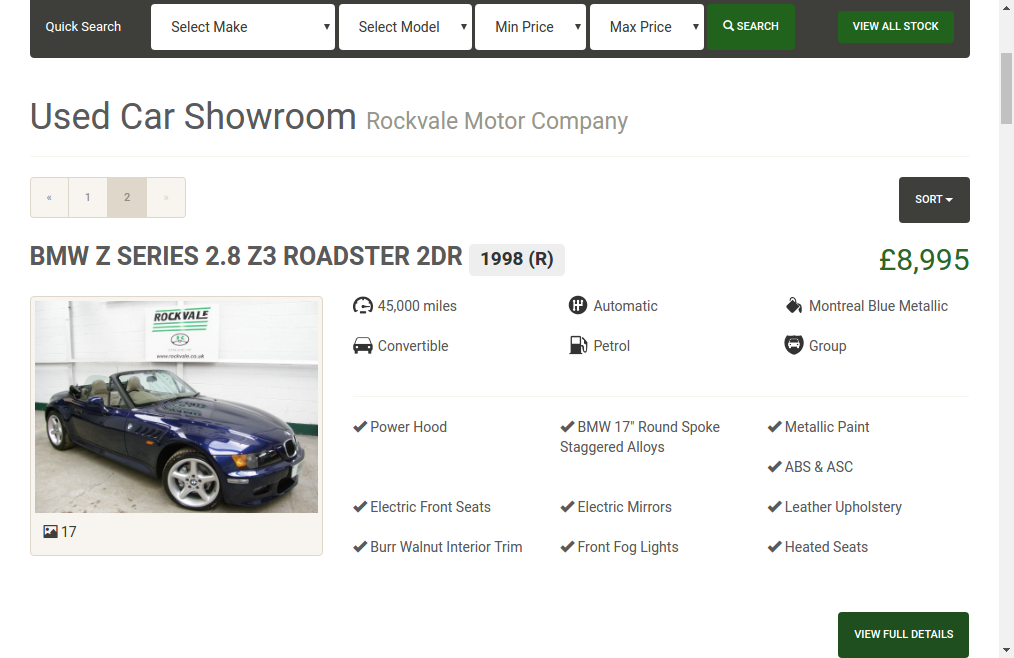 Quick Search
Select Make
Select Model
Min Price
Max Price
SEARCH
VIEW ALL STOCK
Used Car Showroom Rockvale Motor Company
« 1 2 »
SORT
BMW Z SERIES 2.8 Z3 ROADSTER 2DR 1998 (R)
£8,995
ROCKVALE
www.rockvale.co.uk
17
45,000 miles
Automatic
Montreal Blue Metallic
Convertible
Petrol
Group
Power Hood
BMW 17" Round Spoke
Staggered Alloys
Metallic Paint
ABS & ASC
Electric Front Seats
Electric Mirrors
Leather Upholstery
Burr Walnut Interior Trim
Front Fog Lights
Heated Seats
VIEW FULL DETAILS